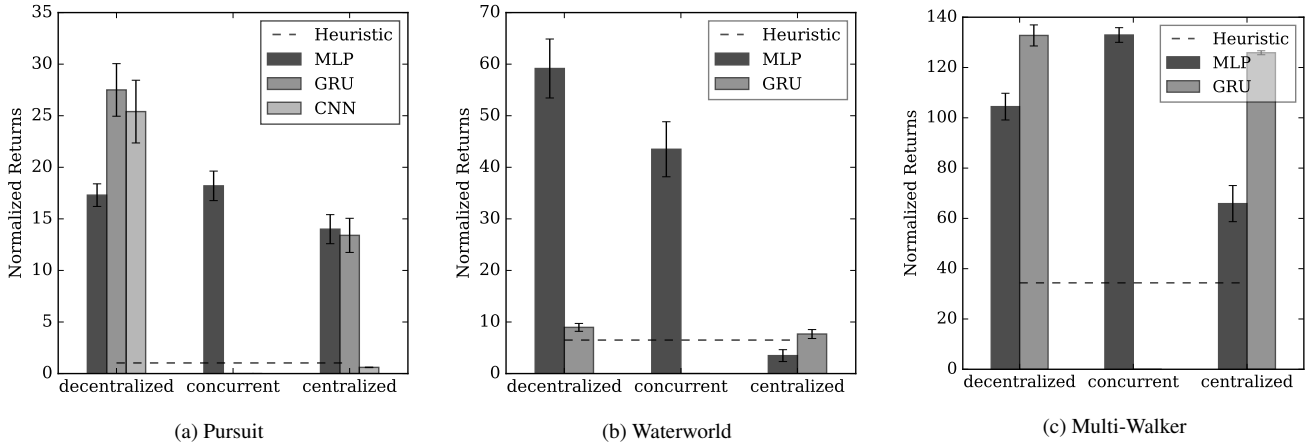 35
30
25
20
15
10
5
0
Normalized Returns
Heuristic
MLP
GRU
CNN
decentralized concurrent centralized
(a) Pursuit
70
60
50
40
30
20
10
0
Normalized Returns
Heuristic
MLP
GRU
decentralized concurrent centralized
(b) Waterworld
140
120
100
80
60
40
20
0
Normalized Returns
Heuristic
MLP
GRU
decentralized concurrent centralized
(c) Multi-Walker